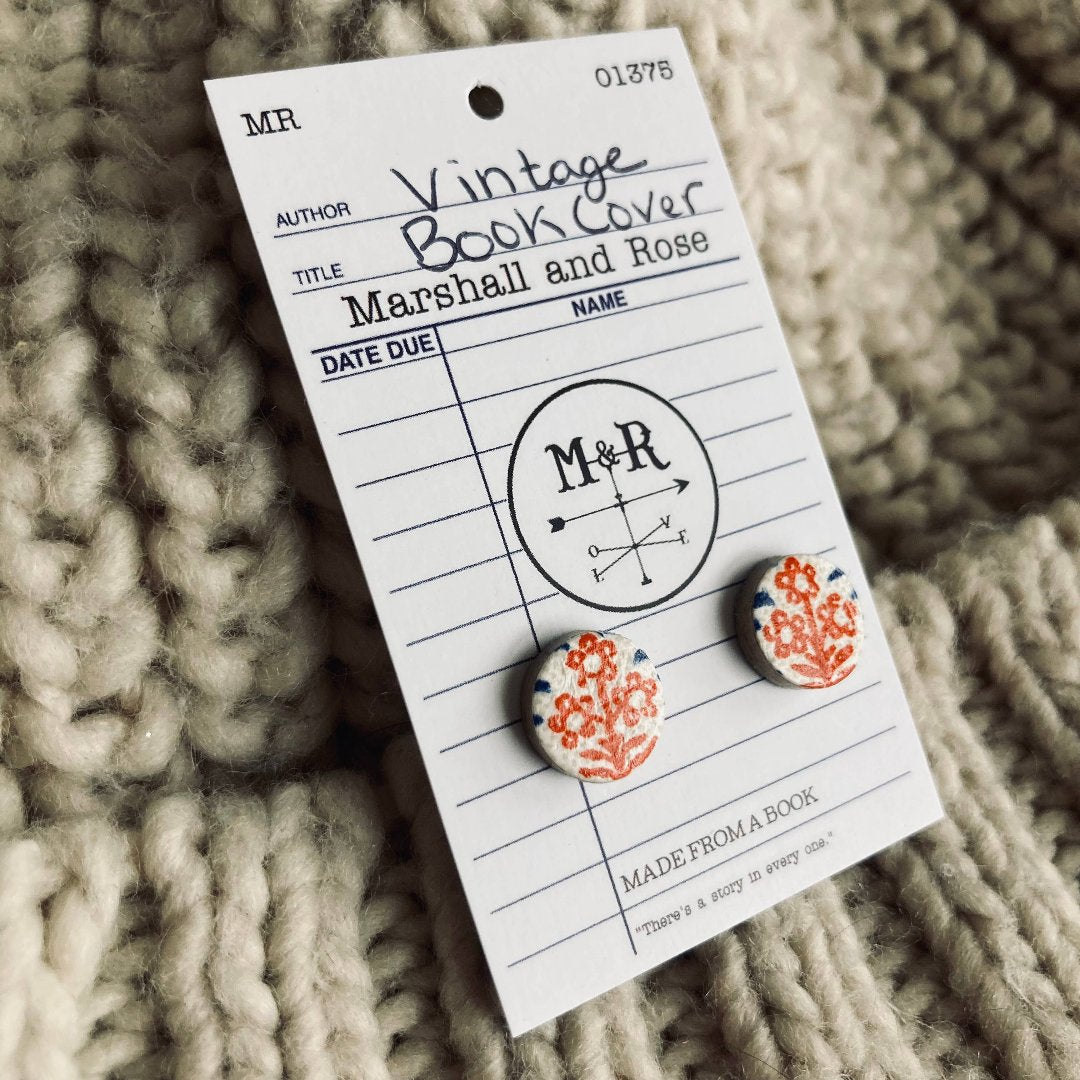 MR 01375
AUTHOR Vintage
TITLE Book Cover
Marshall and Rose
DATE DUE NAME
M&R
L O V E
MADE FROM A BOOK
"There's a story in every one."